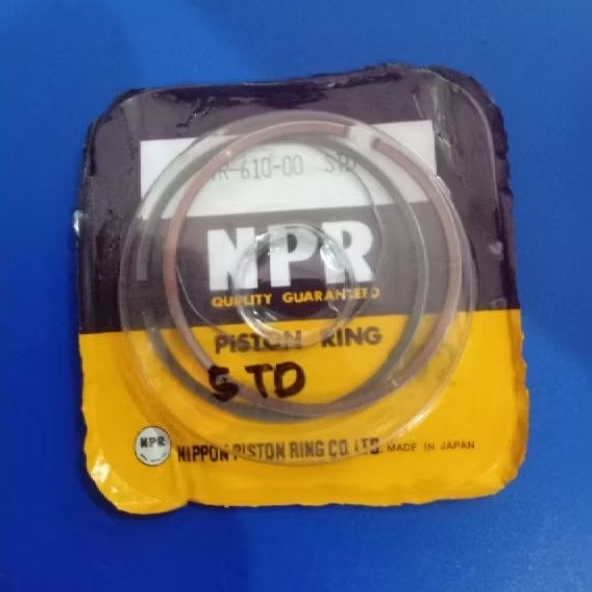 R-610-00 STD
NPR
QUALITY GUARANTEED
PISTON RING
STD
NPR
NIPPON PISTON RING CO. LTD. MADE IN JAPAN